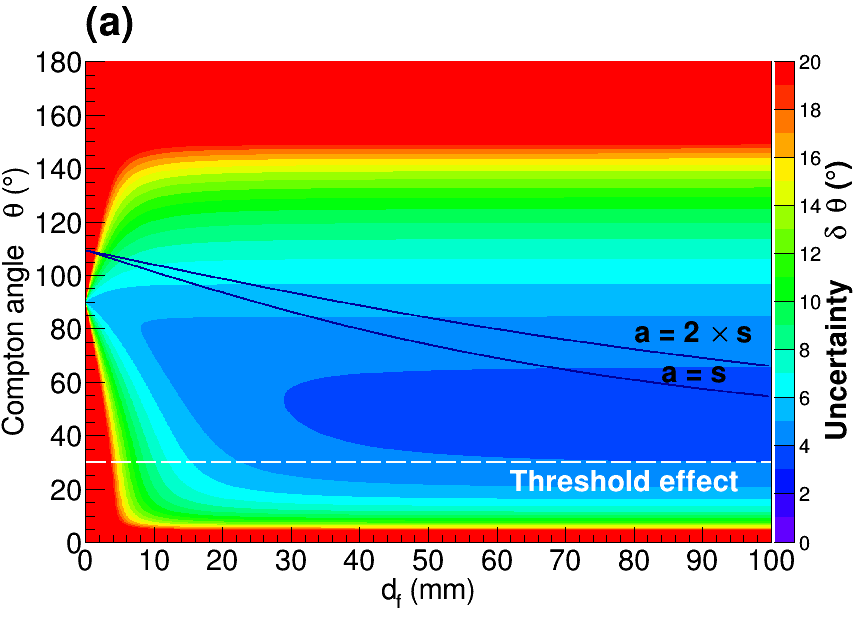 (a)
180
160
140
120
100
80
60
40
20
0
Compton angle θ (°)
0 10 20 30 40 50 60 70 80 90 100
d_f (mm)
a = 2 × s
a = s
Threshold effect
20
18
16
14
12
10
8
6
4
2
0
Uncertainty δ θ (°)